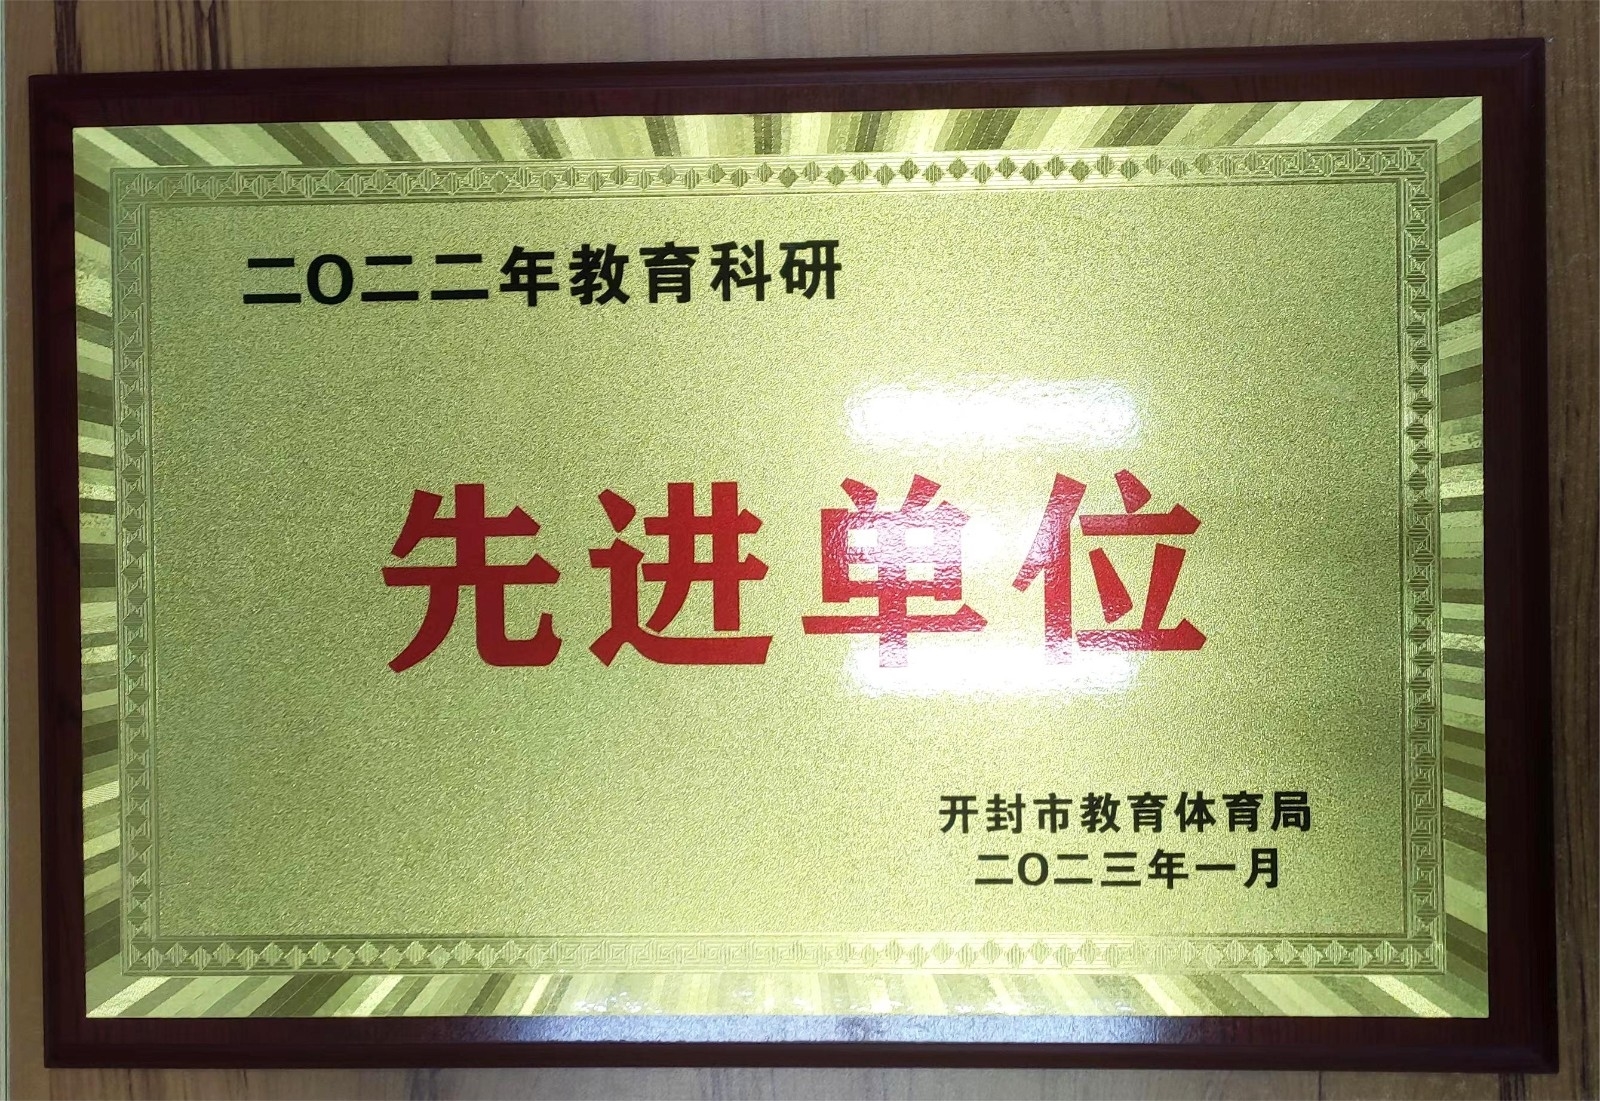 二〇二二年教育科研
先进单位
开封市教育体育局
二〇二三年一月